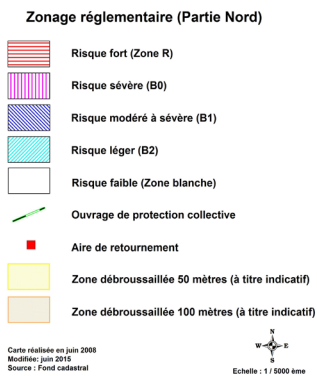 Zonage réglementaire (Partie Nord)
Risque fort (Zone R)
Risque sévère (B0)
Risque modéré à sévère (B1)
Risque léger (B2)
Risque faible (Zone blanche)
Ouvrage de protection collective
Aire de retournement
Zone débroussaillée 50 mètres (à titre indicatif)
Zone débroussaillée 100 mètres (à titre indicatif)
N
W E
S
Carte réalisée en juin 2008
Modifiée: juin 2015
Source : Fond cadastral
Echelle : 1 / 5000 ème